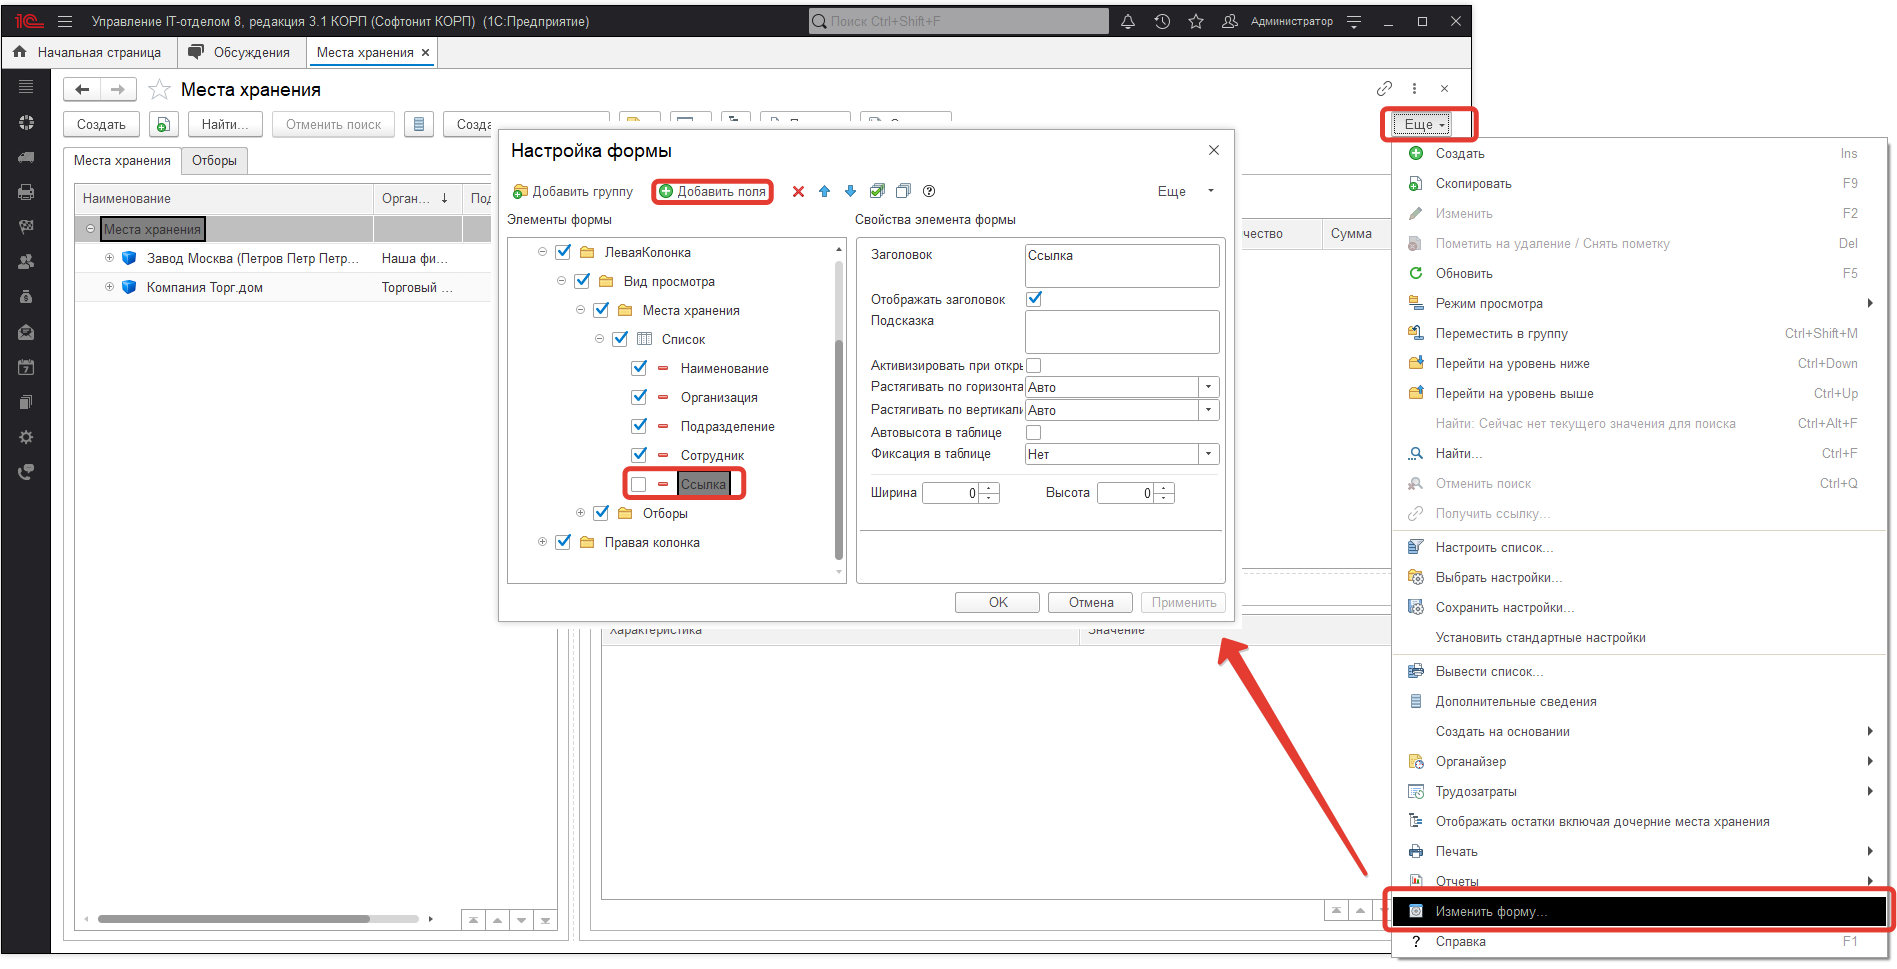 1С Управление IT-отделом 8, редакция 3.1 КОРП (Софтонит КОРП) (1С:Предприятие)
Поиск Ctrl+Shift+F
Администратор
Начальная страница
Обсуждения
Места хранения
Места хранения
Создать
Найти...
Отменить поиск
Созда
Еще
Места хранения
Отборы
Наименование
Орган...
Под
Места хранения
Завод Москва (Петров Петр Петр...
Наша фи...
Компания Торг.дом
Торговый ...
чество
Сумма
Характеристика
Значение
Настройка формы
Добавить группу
Добавить поля
Еще
Элементы формы
Свойства элемента формы
ЛеваяКолонка
Вид просмотра
Места хранения
Список
Наименование
Организация
Подразделение
Сотрудник
Ссылка
Отборы
Правая колонка
Заголовок
Ссылка
Отображать заголовок
Подсказка
Активизировать при откры
Растягивать по горизонта
Авто
Растягивать по вертикали
Авто
Автовысота в таблице
Фиксация в таблице
Нет
Ширина
0
Высота
0
OK
Отмена
Применить
Создать Ins
Скопировать F9
Изменить F2
Пометить на удаление / Снять пометку Del
Обновить F5
Режим просмотра
Переместить в группу Ctrl+Shift+M
Перейти на уровень ниже Ctrl+Down
Перейти на уровень выше Ctrl+Up
Найти: Сейчас нет текущего значения для поиска Ctrl+Alt+F
Найти... Ctrl+F
Отменить поиск Ctrl+Q
Получить ссылку...
Настроить список...
Выбрать настройки...
Сохранить настройки...
Установить стандартные настройки
Вывести список...
Дополнительные сведения
Создать на основании
Органайзер
Трудозатраты
Отображать остатки включая дочерние места хранения
Печать
Отчеты
Изменить форму...
Справка F1